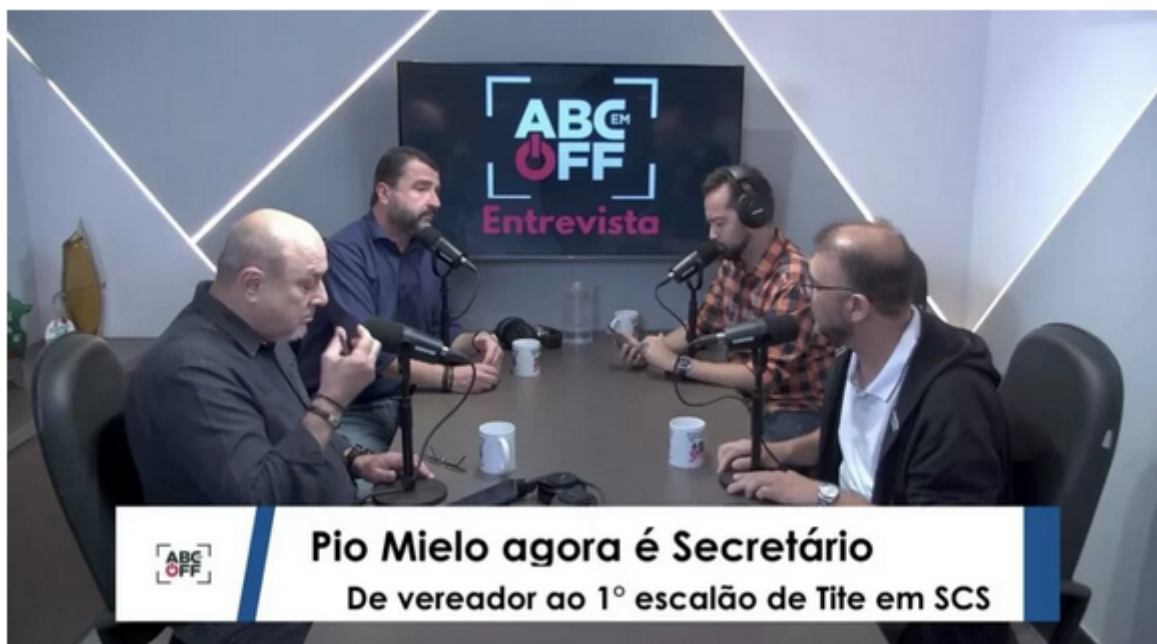 ABC EM
OFF
Entrevista
ABC
OFF
Pio Mielo agora é Secretário
De vereador ao 1° escalão de Tite em SCS